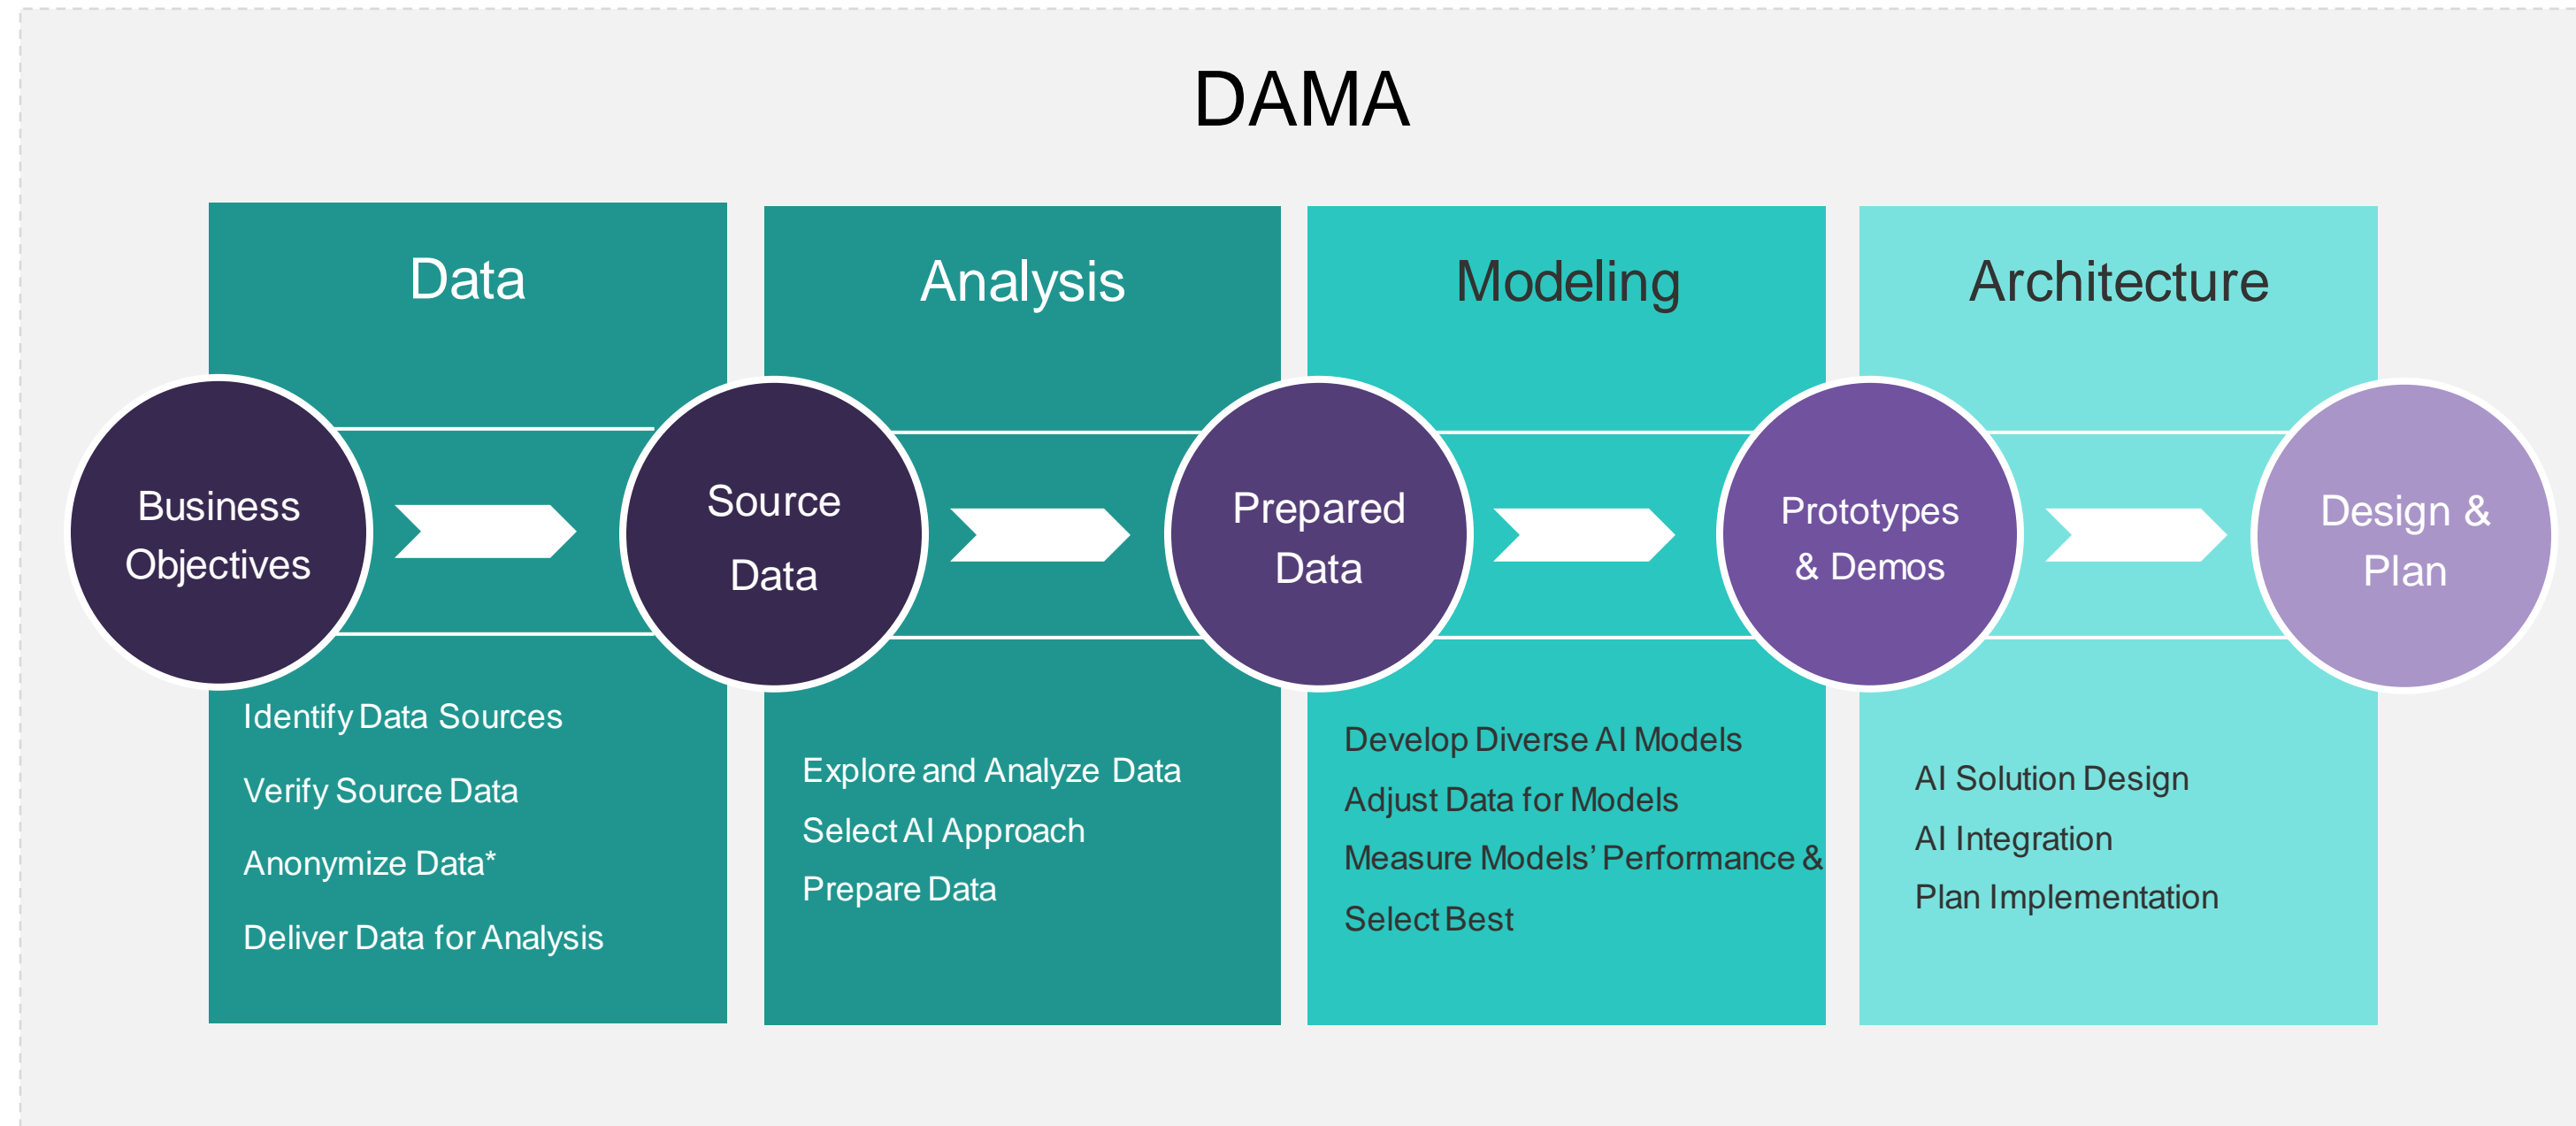 DAMA
Data
Analysis
Modeling
Architecture
Business
Objectives
Source
Data
Prepared
Data
Prototypes
& Demos
Design &
Plan
Identify Data Sources
Verify Source Data
Anonymize Data*
Deliver Data for Analysis
Explore and Analyze Data
Select AI Approach
Prepare Data
Develop Diverse AI Models
Adjust Data for Models
Measure Models’ Performance &
Select Best
AI Solution Design
AI Integration
Plan Implementation